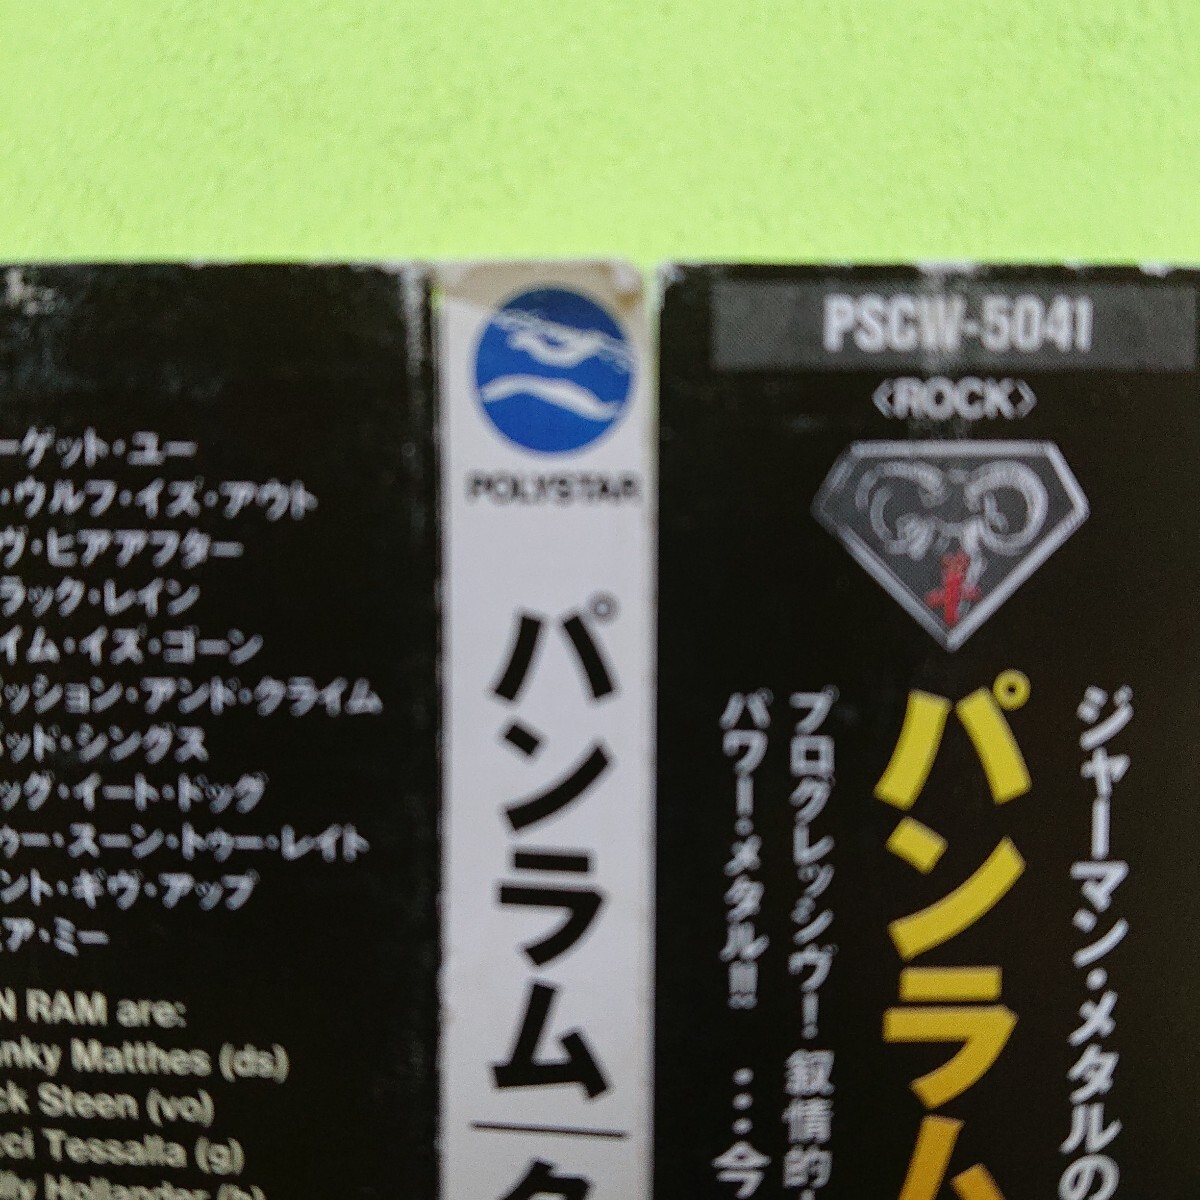 ーゲット・ユー
・ウルフ・イズ・アウト
ヴ・ヒアアフター
ラック・レイン
イム・イズ・ゴーン
ッション・アンド・クライム
ッド・シングス
ッグ・イート・ドッグ
ゥー・スーン・トゥー・レイト
ント・ギヴ・アップ
ア・ミー
N RAM are:
nky Matthes (ds)
ck Steen (vo)
cci Tessalla (g)
lly Hollander (b)
POLYSTAR
パンラム
PSCW-5041
〈ROCK〉
羊
ジャーマン・メタルの
パンラム
プログレッシヴ! 叙情的!
パワー・メタル!! …今